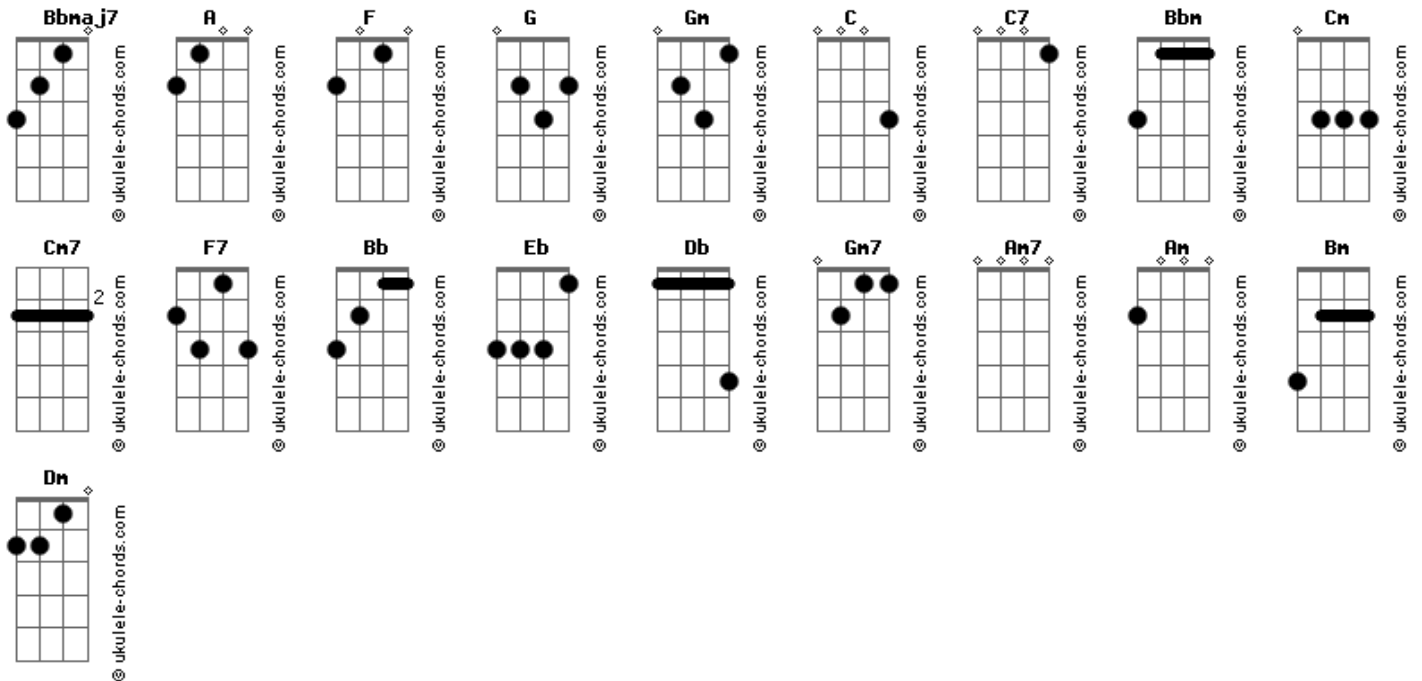 Bbmaj7 A F G Gm C C7 Bbm Cm
© ukulele-chords.com © ukulele-chords.com © ukulele-chords.com © ukulele-chords.com © ukulele-chords.com © ukulele-chords.com © ukulele-chords.com © ukulele-chords.com © ukulele-chords.com
Cm7 F7 Bb Eb Db Gm7 Am7 Am Bm
2
© ukulele-chords.com © ukulele-chords.com © ukulele-chords.com © ukulele-chords.com © ukulele-chords.com © ukulele-chords.com © ukulele-chords.com © ukulele-chords.com © ukulele-chords.com
Dm
© ukulele-chords.com